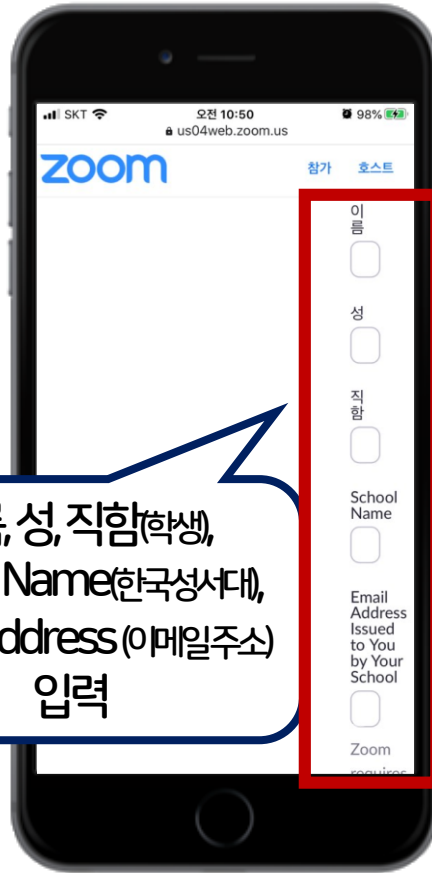 SKT
오전 10:50
98%
us04web.zoom.us
zoom
참가 호스트
이
름
성
직
함
School
Name
Email
Address
Issued
to You
by Your
School
Zoom
requires
성, 직함(학생),
Name(한국성서대),
(이메일주소)
입력